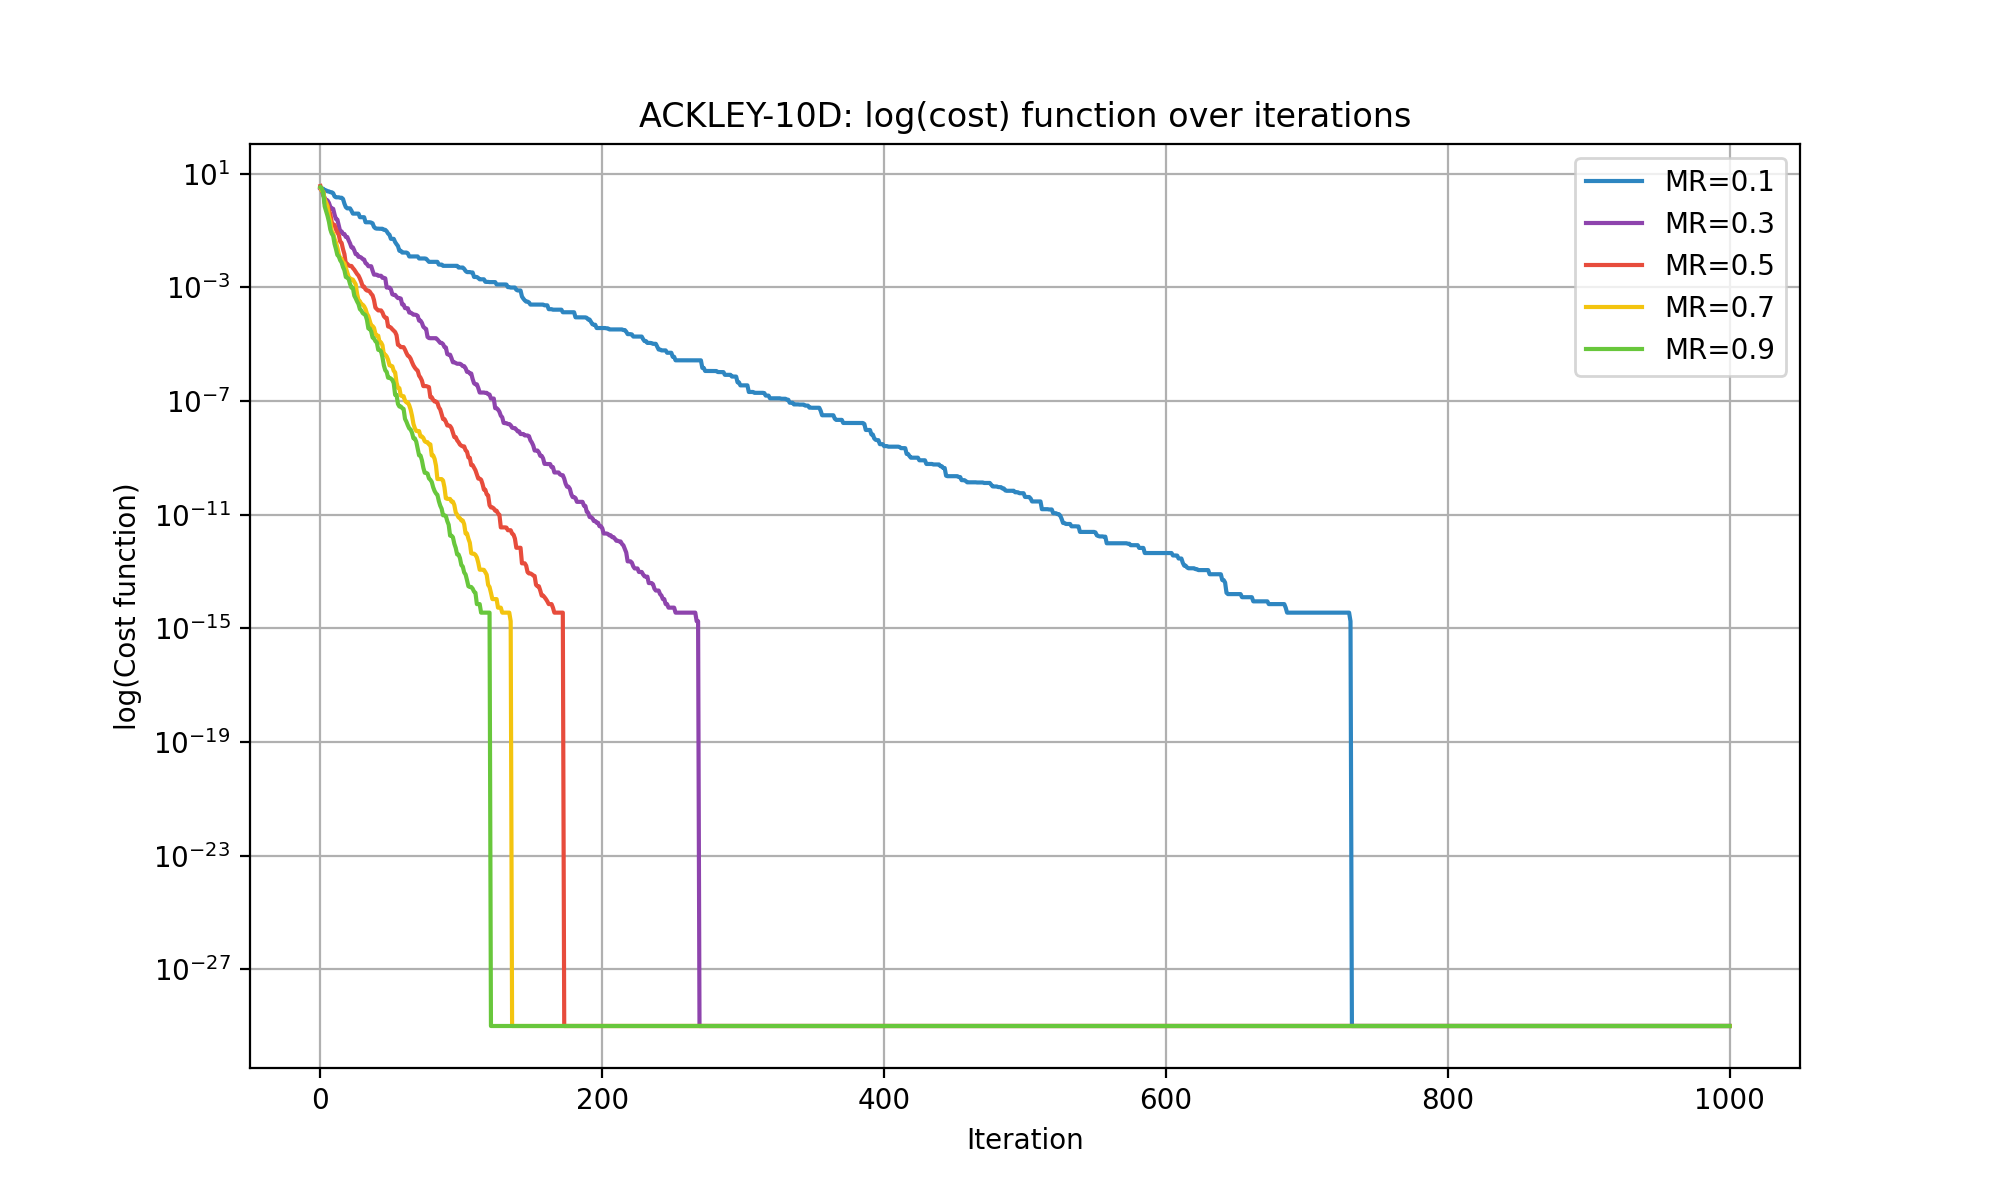 ACKLEY-10D: log(cost) function over iterations
MR=0.1
MR=0.3
MR=0.5
MR=0.7
MR=0.9
log(Cost function)
10¹
10⁻³
10⁻⁷
10⁻¹¹
10⁻¹⁵
10⁻¹⁹
10⁻²³
10⁻²⁷
0 200 400 600 800 1000
Iteration